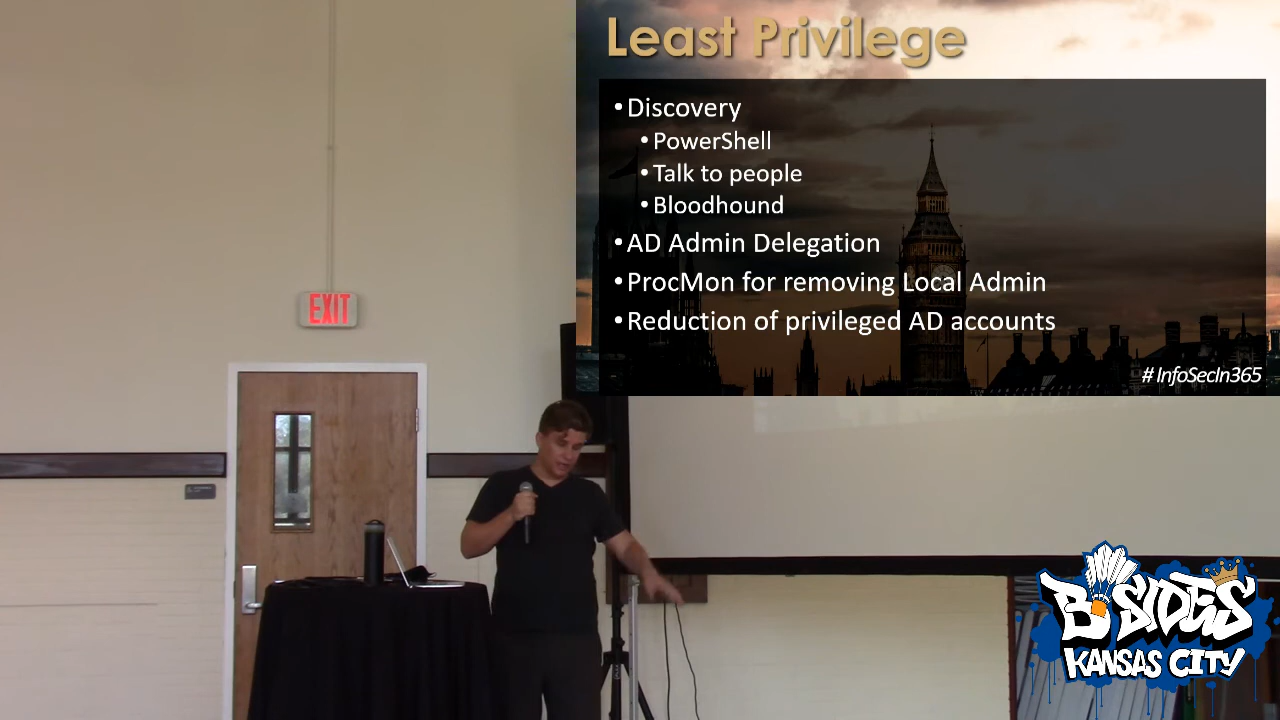 Least Privilege
•Discovery
•PowerShell
•Talk to people
•Bloodhound
•AD Admin Delegation
•ProcMon for removing Local Admin
•Reduction of privileged AD accounts
#InfoSecIn365
EXIT
B·SIDES
KANSAS CITY